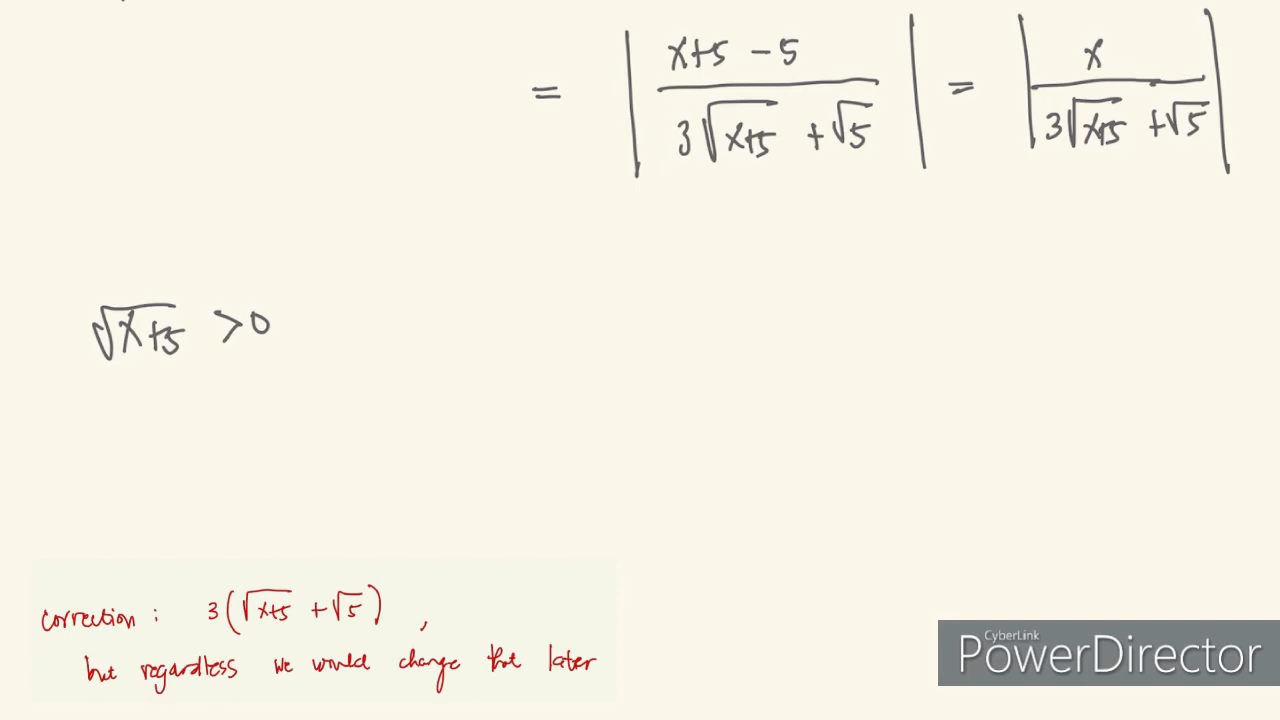 = | x+5 -5 / 3√x+5 +√5 | = | x / 3√x+5 +√5 |
√x+5 >0
correction : 3(√x+5 +√5) ,
but regardless we would change that later
CyberLink
PowerDirector